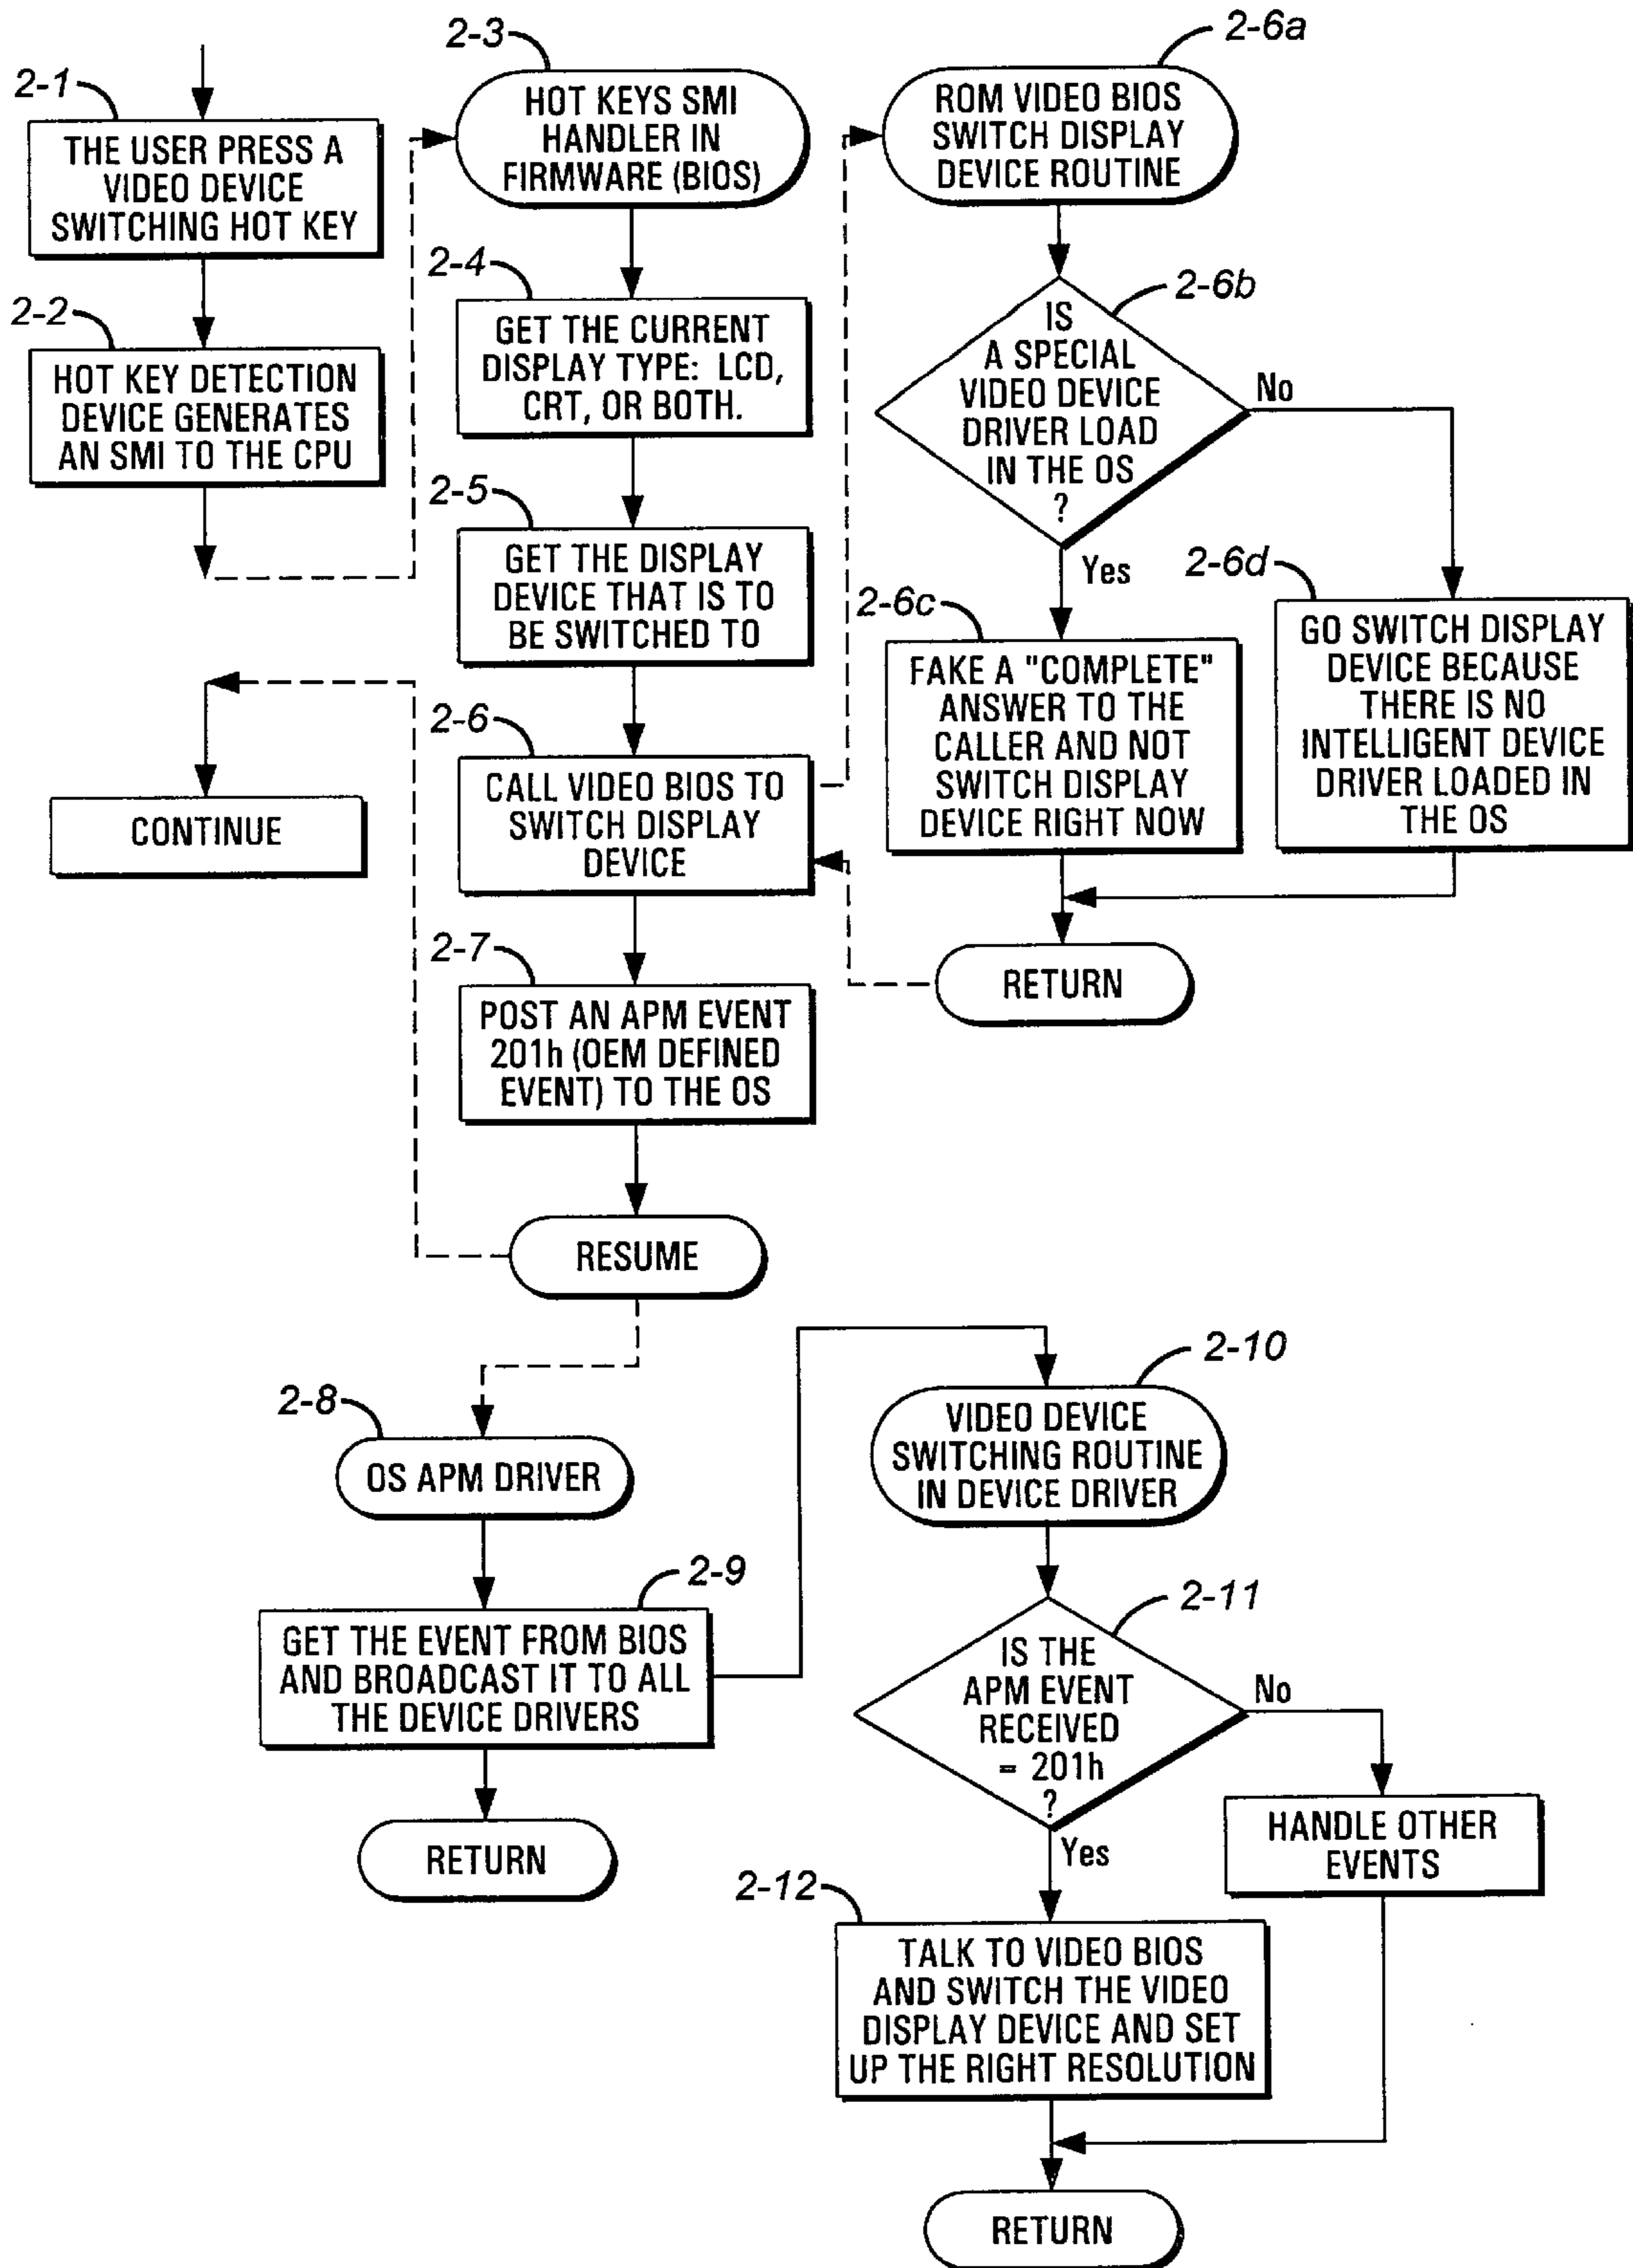 2-1
THE USER PRESS A
VIDEO DEVICE
SWITCHING HOT KEY
2-2
HOT KEY DETECTION
DEVICE GENERATES
AN SMI TO THE CPU
CONTINUE
2-3
HOT KEYS SMI
HANDLER IN
FIRMWARE (BIOS)
2-4
GET THE CURRENT
DISPLAY TYPE: LCD,
CRT, OR BOTH.
2-5
GET THE DISPLAY
DEVICE THAT IS TO
BE SWITCHED TO
2-6
CALL VIDEO BIOS TO
SWITCH DISPLAY
DEVICE
2-7
POST AN APM EVENT
201h (OEM DEFINED
EVENT) TO THE OS
RESUME
2-6a
ROM VIDEO BIOS
SWITCH DISPLAY
DEVICE ROUTINE
2-6b
IS
A SPECIAL
VIDEO DEVICE
DRIVER LOAD
IN THE OS
?
No
Yes
2-6c
FAKE A "COMPLETE"
ANSWER TO THE
CALLER AND NOT
SWITCH DISPLAY
DEVICE RIGHT NOW
2-6d
GO SWITCH DISPLAY
DEVICE BECAUSE
THERE IS NO
INTELLIGENT DEVICE
DRIVER LOADED IN
THE OS
RETURN
2-8
OS APM DRIVER
2-9
GET THE EVENT FROM BIOS
AND BROADCAST IT TO ALL
THE DEVICE DRIVERS
RETURN
2-10
VIDEO DEVICE
SWITCHING ROUTINE
IN DEVICE DRIVER
2-11
IS THE
APM EVENT
RECEIVED
= 201h
?
No
Yes
HANDLE OTHER
EVENTS
2-12
TALK TO VIDEO BIOS
AND SWITCH THE VIDEO
DISPLAY DEVICE AND SET
UP THE RIGHT RESOLUTION
RETURN